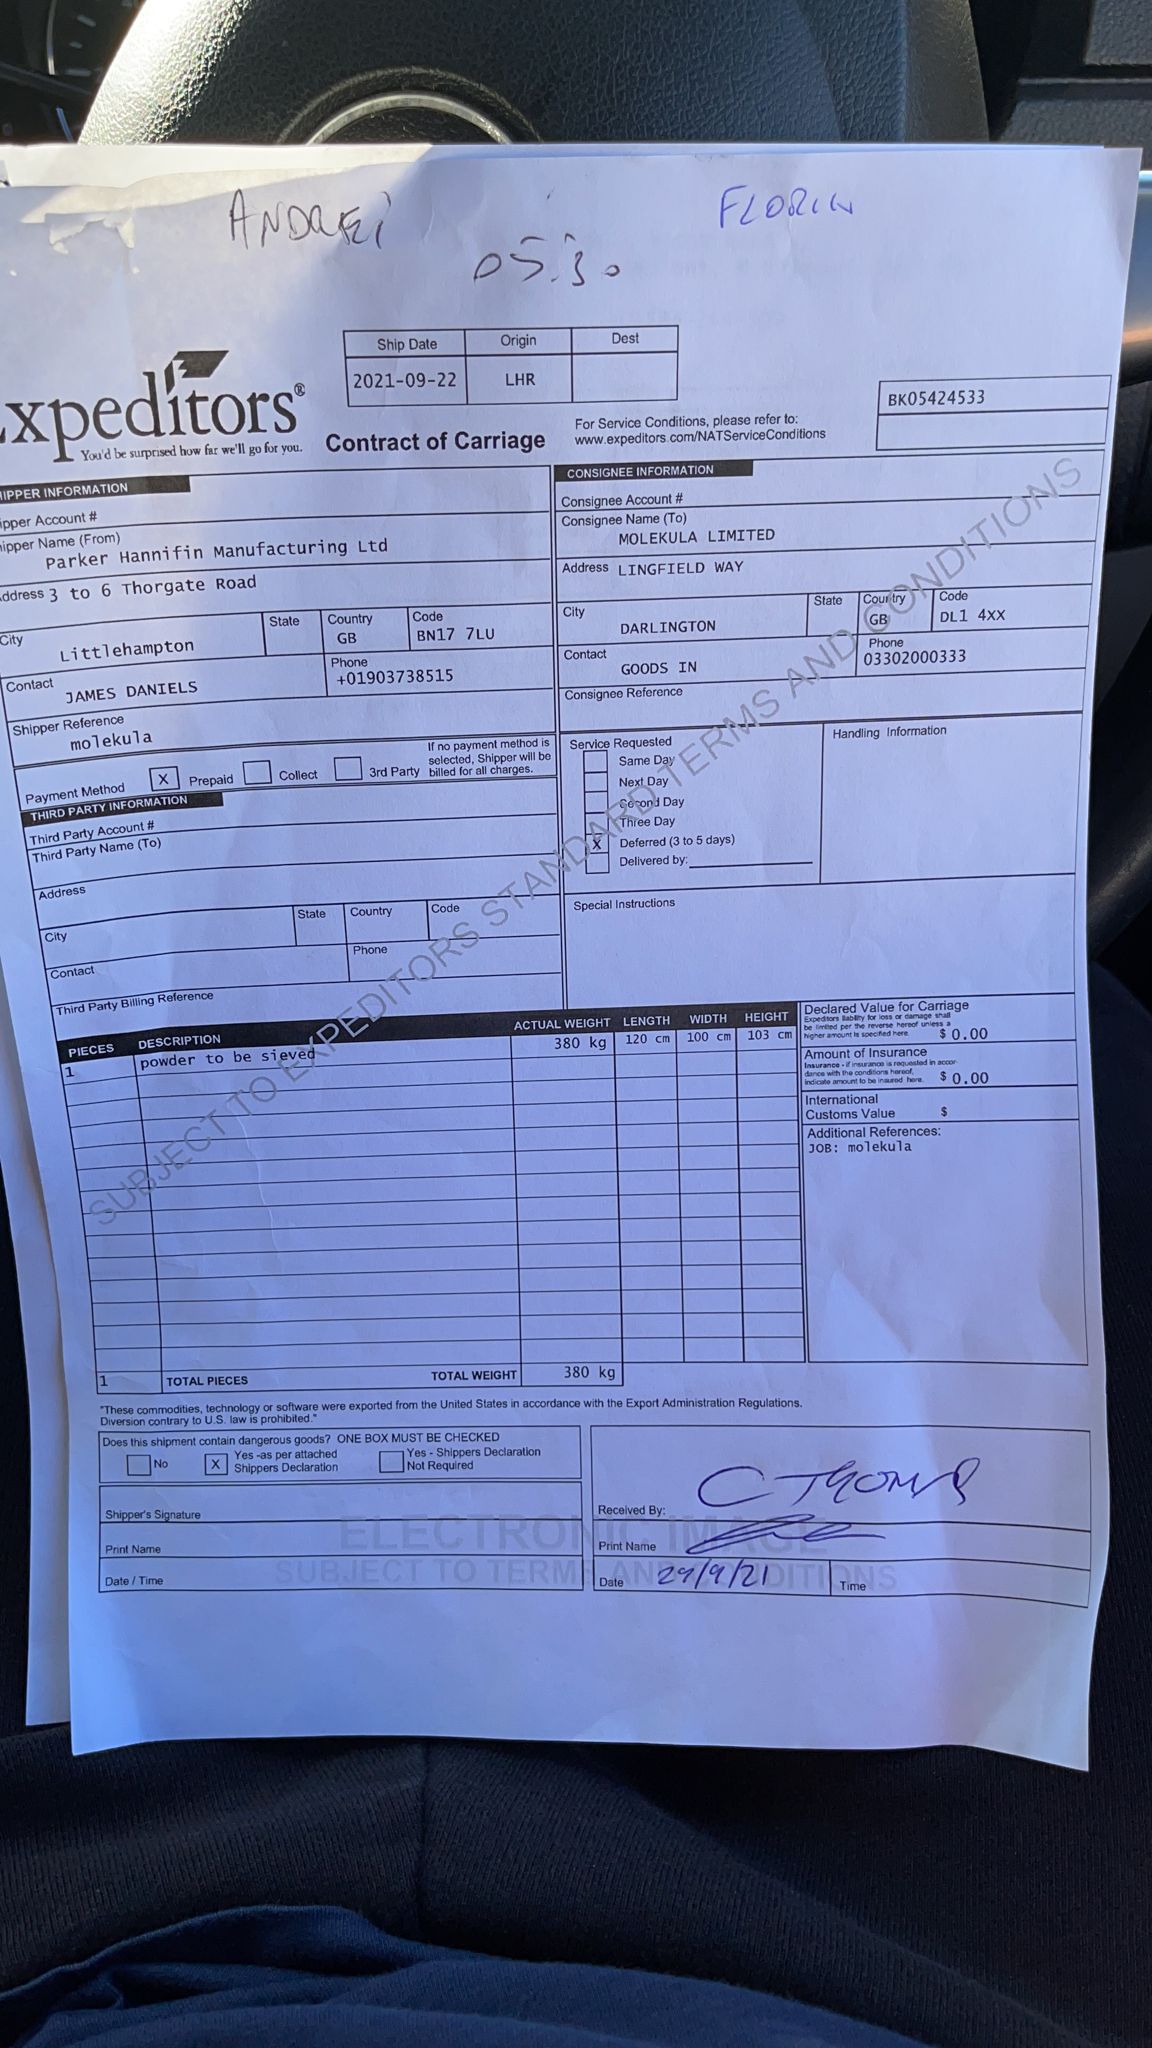 ANDREI
FLORIN
05:30
Ship Date Origin Dest
2021-09-22 LHR
xpeditors®
You'd be surprised how far we'll go for you.
Contract of Carriage
For Service Conditions, please refer to:
www.expeditors.com/NATServiceConditions
BK05424533
HIPPER INFORMATION
ipper Account #
hipper Name (From)
Parker Hannifin Manufacturing Ltd
ddress 3 to 6 Thorgate Road
City Littlehampton
State
Country GB
Code BN17 7LU
Contact JAMES DANIELS
Phone +01903738515
Shipper Reference
molekula
Payment Method X Prepaid Collect 3rd Party
If no payment method is
selected, Shipper will be
billed for all charges.
CONSIGNEE INFORMATION
Consignee Account #
Consignee Name (To)
MOLEKULA LIMITED
Address LINGFIELD WAY
City DARLINGTON
State
Country GB
Code DL1 4XX
Contact GOODS IN
Phone 03302000333
Consignee Reference
THIRD PARTY INFORMATION
Third Party Account #
Third Party Name (To)
Address
City
State
Country
Code
Contact
Phone
Third Party Billing Reference
Service Requested
Same Day
Next Day
Second Day
Three Day
X Deferred (3 to 5 days)
Delivered by:
Handling Information
Special Instructions
PIECES DESCRIPTION ACTUAL WEIGHT LENGTH WIDTH HEIGHT
1 powder to be sieved 380 kg 120 cm 100 cm 103 cm
1 TOTAL PIECES TOTAL WEIGHT 380 kg
Declared Value for Carriage
Expeditors liability for loss or damage shall
be limited per the reverse hereof unless a
higher amount is specified here. $ 0.00
Amount of Insurance
Insurance - if insurance is requested in accor-
dance with the conditions hereof,
indicate amount to be insured here. $ 0.00
International
Customs Value $
Additional References:
JOB: molekula
SUBJECT TO EXPEDITORS STANDARD TERMS AND CONDITIONS
"These commodities, technology or software were exported from the United States in accordance with the Export Administration Regulations.
Diversion contrary to U.S. law is prohibited."
Does this shipment contain dangerous goods? ONE BOX MUST BE CHECKED
No
X Yes -as per attached
Shippers Declaration
Yes - Shippers Declaration
Not Required
Shipper's Signature
Print Name
Date / Time
Received By: C THOMAS
Print Name
Date 29/9/21
Time
ELECTRONIC IMAGE
SUBJECT TO TERMS AND CONDITIONS